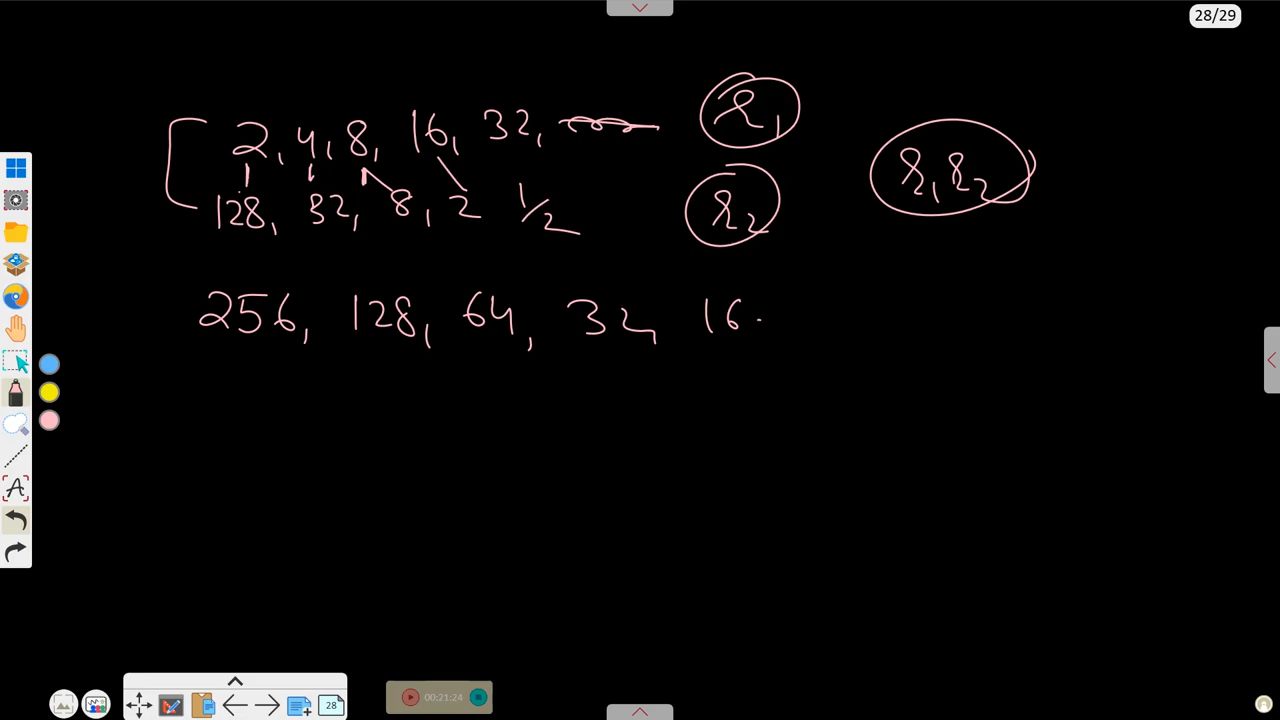 28/29
2, 4, 8, 16, 32, r₁
r₁ r₂
128, 32, 8, 2 1/2 r₂
256, 128, 64, 32, 16.
A
00:21:24
28